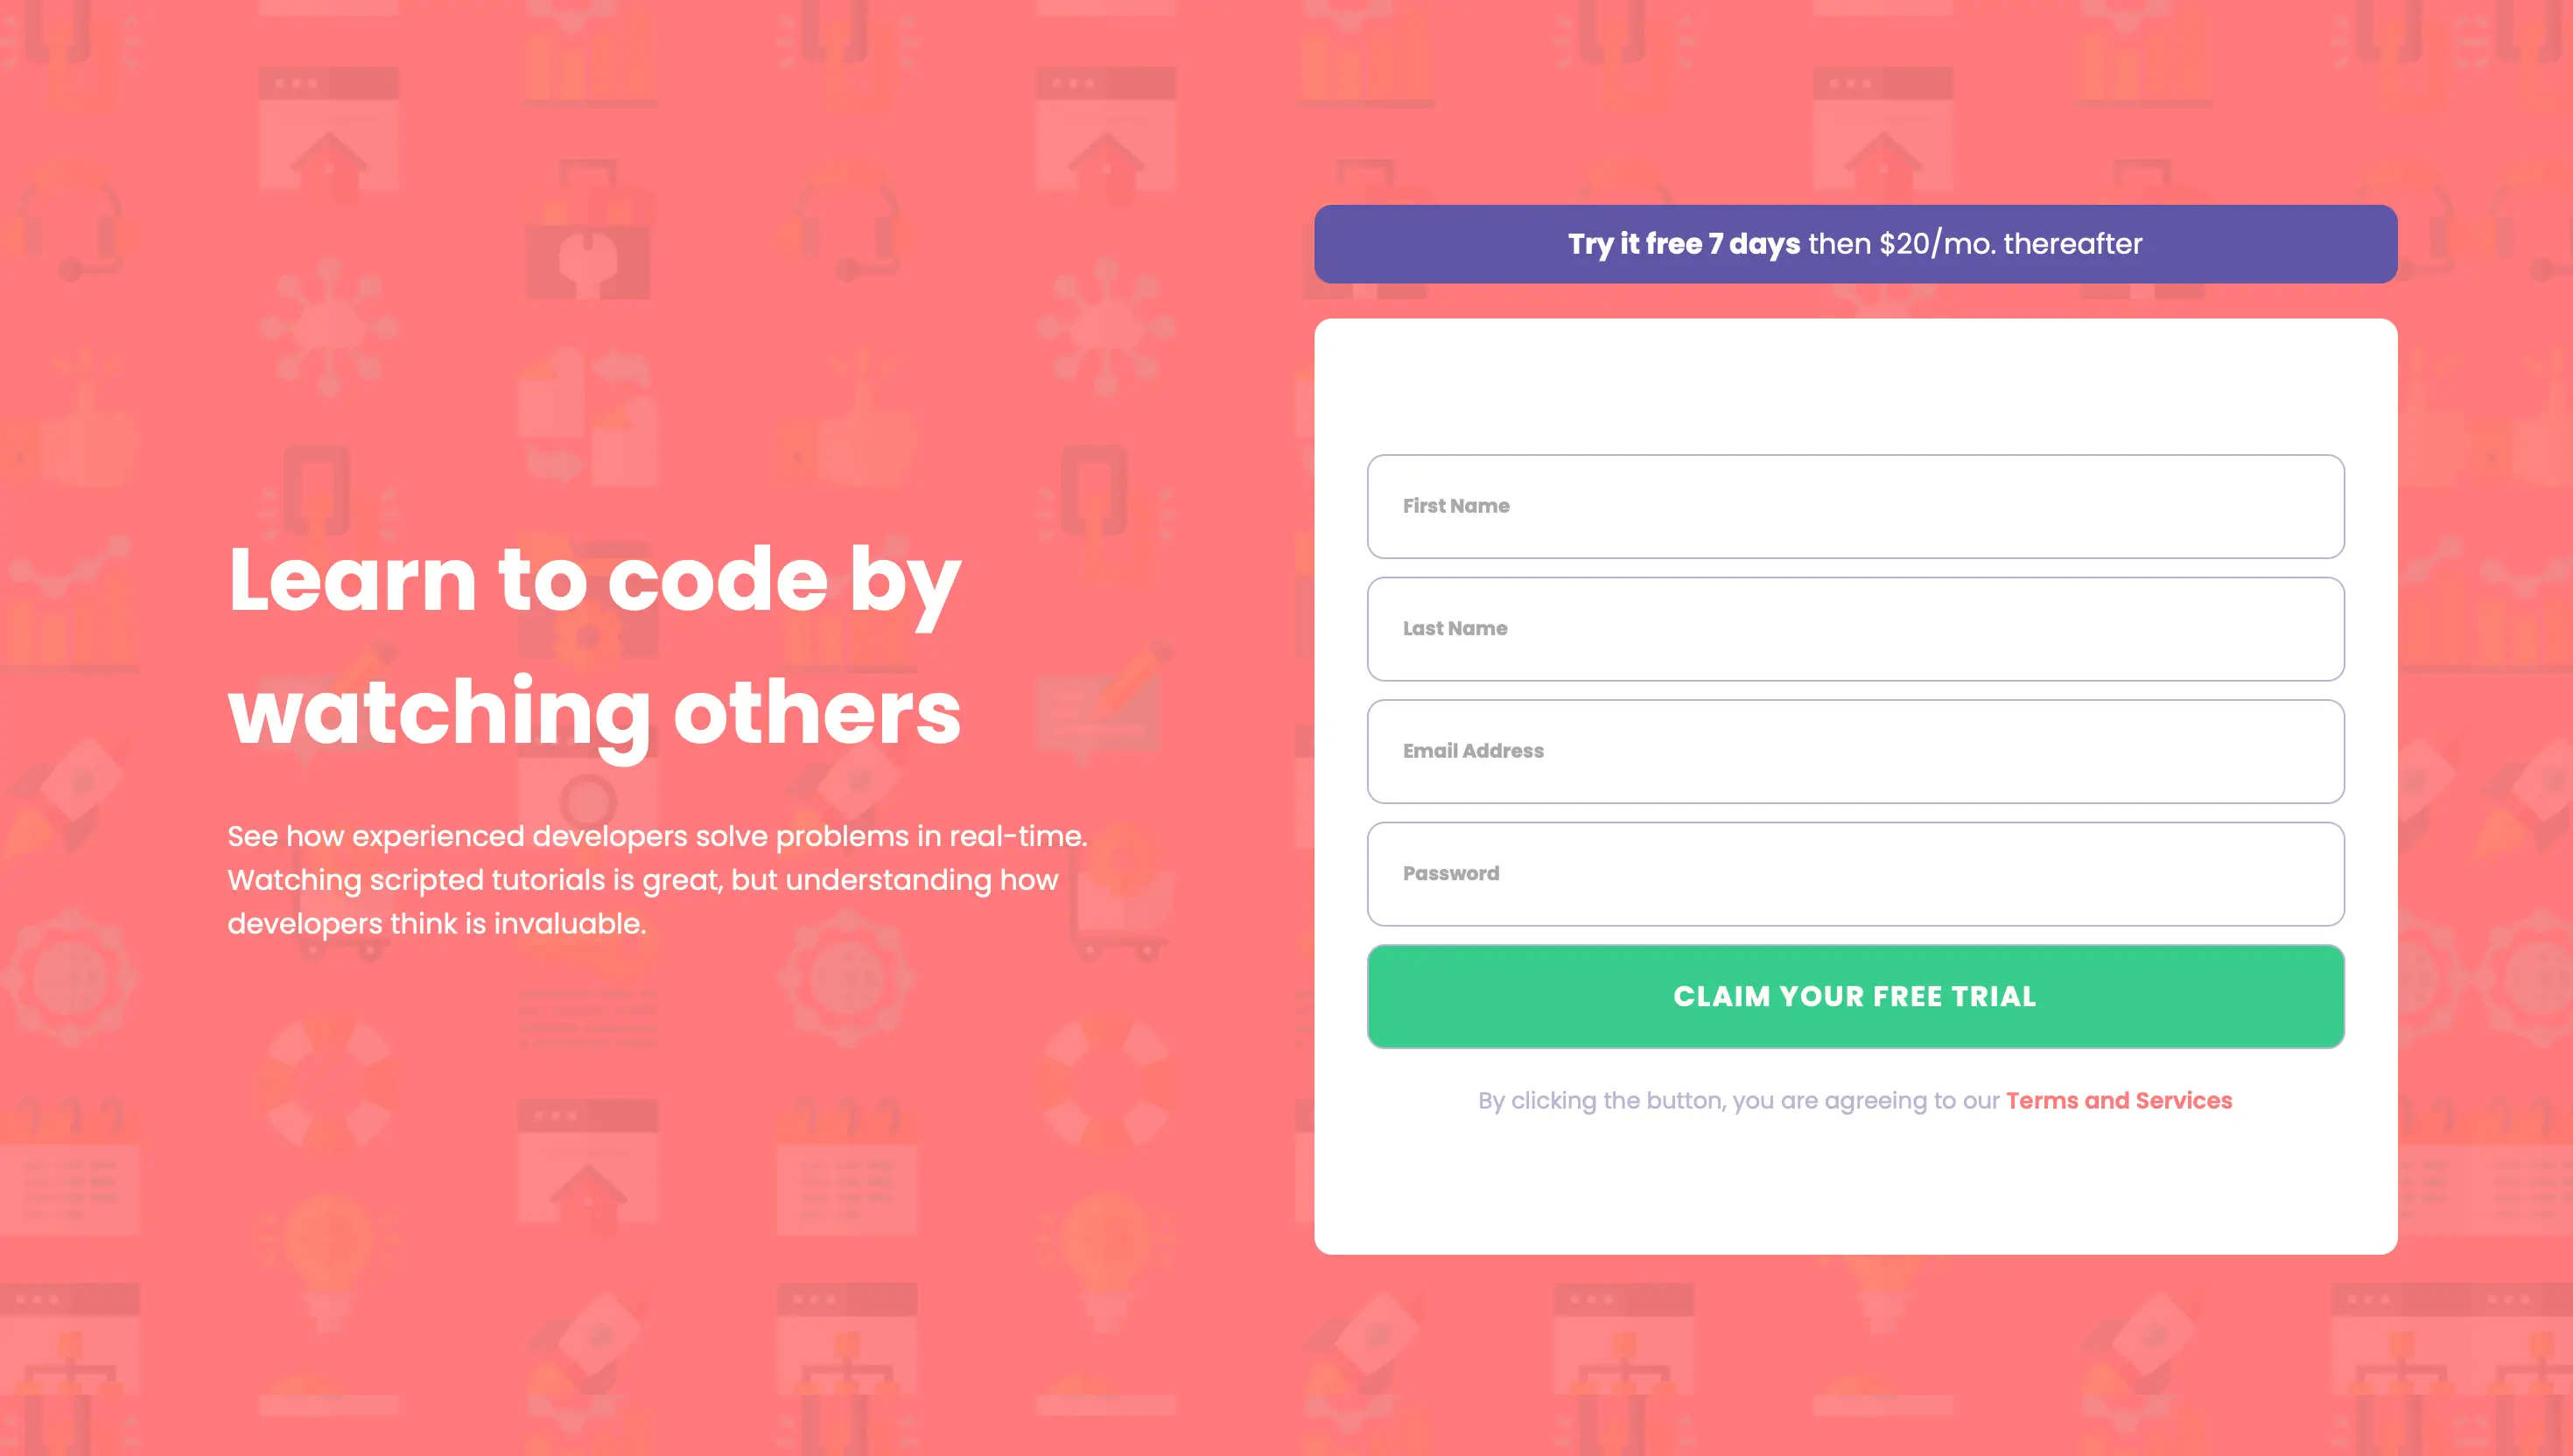 Learn to code by
watching others
See how experienced developers solve problems in real-time.
Watching scripted tutorials is great, but understanding how
developers think is invaluable.
Try it free 7 days then $20/mo. thereafter
First Name
Last Name
Email Address
Password
CLAIM YOUR FREE TRIAL
By clicking the button, you are agreeing to our Terms and Services